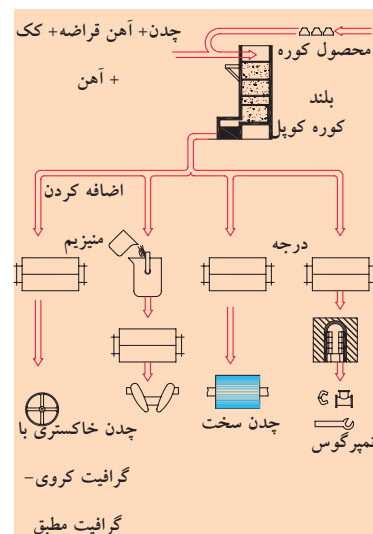 چدن+ آهن قراضه+ کک
+ آهن
محصول کوره
بلند
کوره کوپل
اضافه کردن
منیزیم
درجه
چدن خاکستری با
گرافیت کروی-
گرافیت مطبق
چدن سخت
تمپرگوس